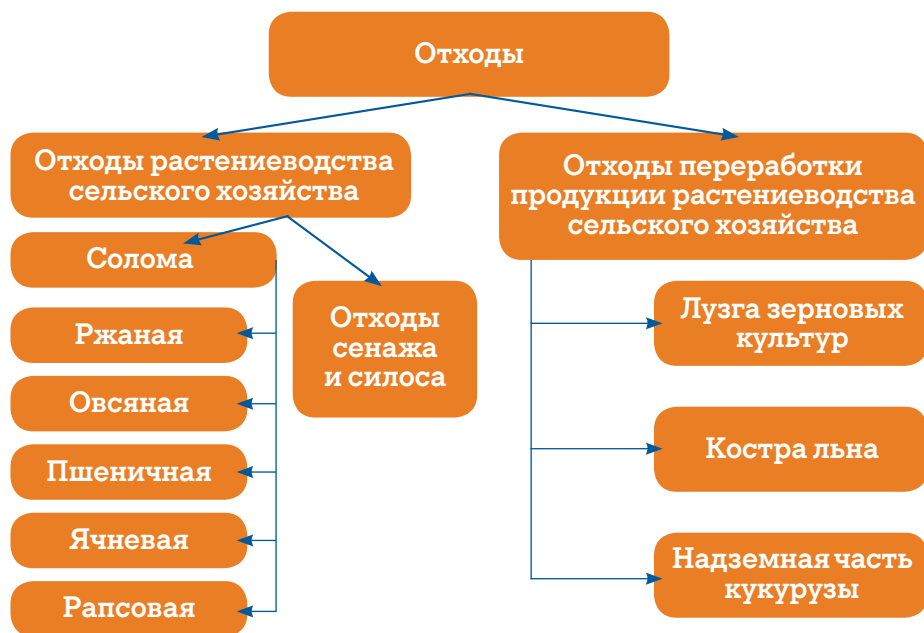 Отходы
Отходы растениеводства
сельского хозяйства
Отходы переработки
продукции растениеводства
сельского хозяйства
Солома
Ржаная
Овсяная
Пшеничная
Ячневая
Рапсовая
Отходы
сенажа
и силоса
Лузга зерновых
культур
Костра льна
Надземная часть
кукурузы